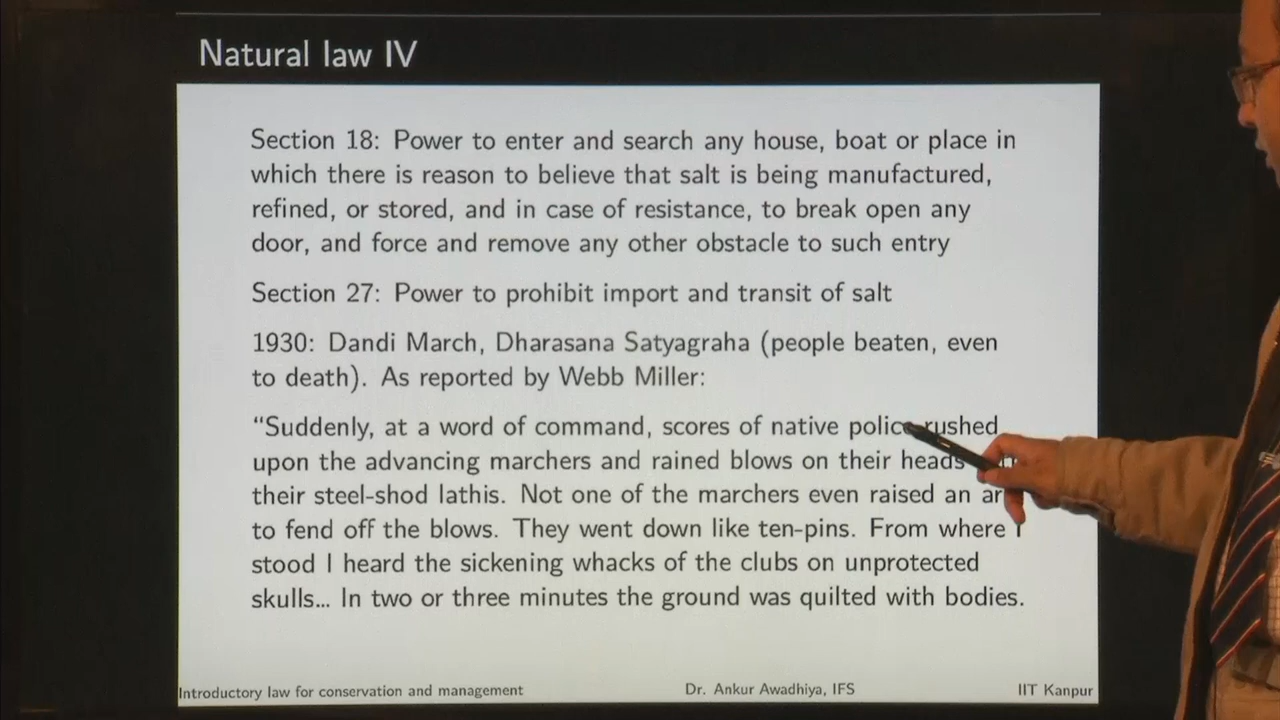 Natural law IV
Section 18: Power to enter and search any house, boat or place in
which there is reason to believe that salt is being manufactured,
refined, or stored, and in case of resistance, to break open any
door, and force and remove any other obstacle to such entry
Section 27: Power to prohibit import and transit of salt
1930: Dandi March, Dharasana Satyagraha (people beaten, even
to death). As reported by Webb Miller:
“Suddenly, at a word of command, scores of native police rushed
upon the advancing marchers and rained blows on their heads
their steel-shod lathis. Not one of the marchers even raised an
to fend off the blows. They went down like ten-pins. From where I
stood I heard the sickening whacks of the clubs on unprotected
skulls... In two or three minutes the ground was quilted with bodies.
Introductory law for conservation and management Dr. Ankur Awadhiya, IFS IIT Kanpur